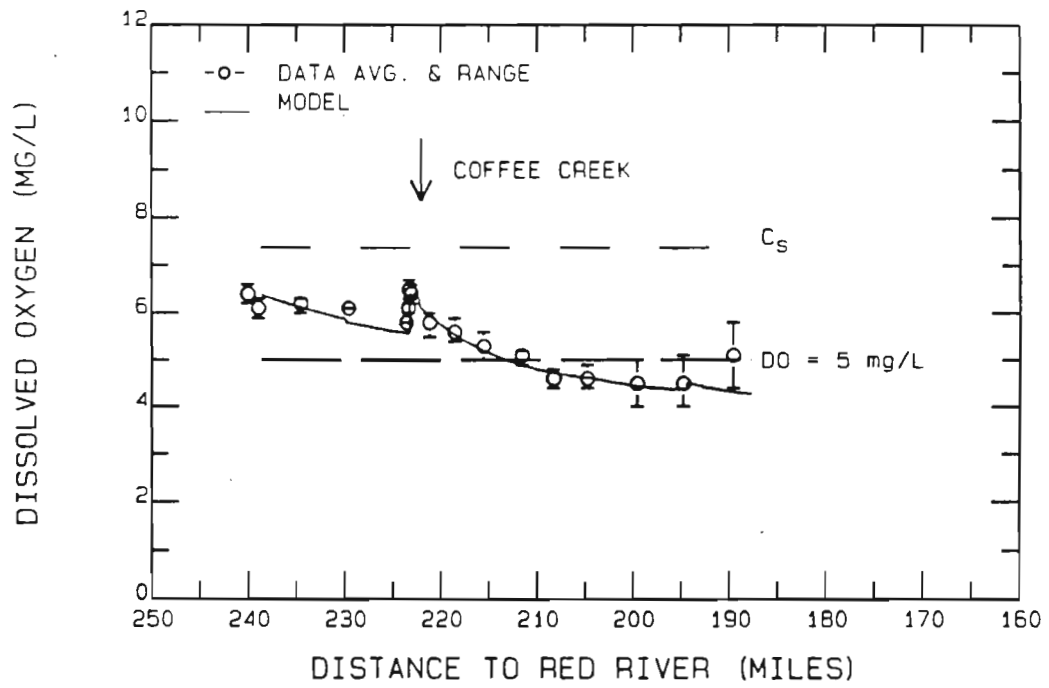 12
10
8
6
4
2
0
DISSOLVED OXYGEN (MG/L)
-o- DATA AVG. & RANGE
MODEL
COFFEE CREEK
CS
DO = 5 mg/L
250 240 230 220 210 200 190 180 170 160
DISTANCE TO RED RIVER (MILES)